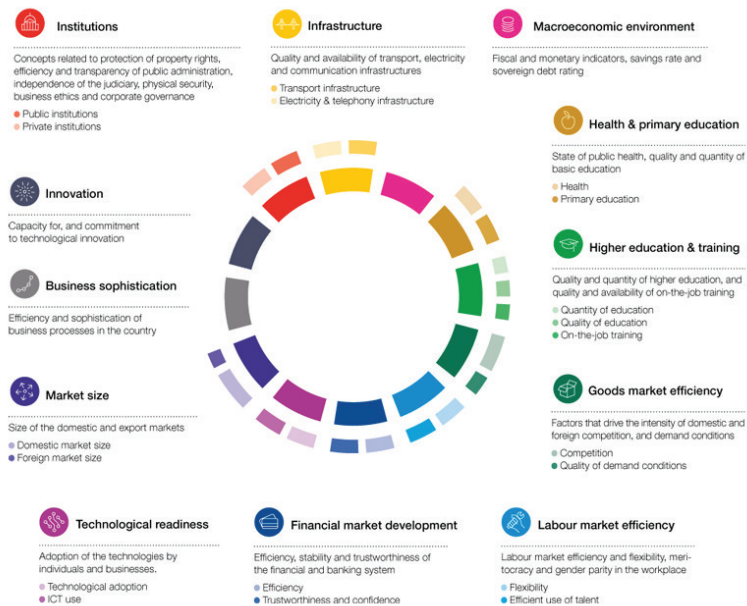 Institutions
Concepts related to protection of property rights,
efficiency and transparency of public administration,
independence of the judiciary, physical security,
business ethics and corporate governance
Public institutions
Private institutions
Infrastructure
Quality and availability of transport, electricity
and communication infrastructures
Transport infrastructure
Electricity & telephony infrastructure
Macroeconomic environment
Fiscal and monetary indicators, savings rate and
sovereign debt rating
Health & primary education
State of public health, quality and quantity of
basic education
Health
Primary education
Innovation
Capacity for, and commitment
to technological innovation
Higher education & training
Quality and quantity of higher education, and
quality and availability of on-the-job training
Quantity of education
Quality of education
On-the-job training
Business sophistication
Efficiency and sophistication of
business processes in the country
Market size
Size of the domestic and export markets
Domestic market size
Foreign market size
Goods market efficiency
Factors that drive the intensity of domestic and
foreign competition, and demand conditions
Competition
Quality of demand conditions
Technological readiness
Adoption of the technologies by
individuals and businesses.
Technological adoption
ICT use
Financial market development
Efficiency, stability and trustworthiness of
the financial and banking system
Efficiency
Trustworthiness and confidence
Labour market efficiency
Labour market efficiency and flexibility, meri-
tocracy and gender parity in the workplace
Flexibility
Efficient use of talent